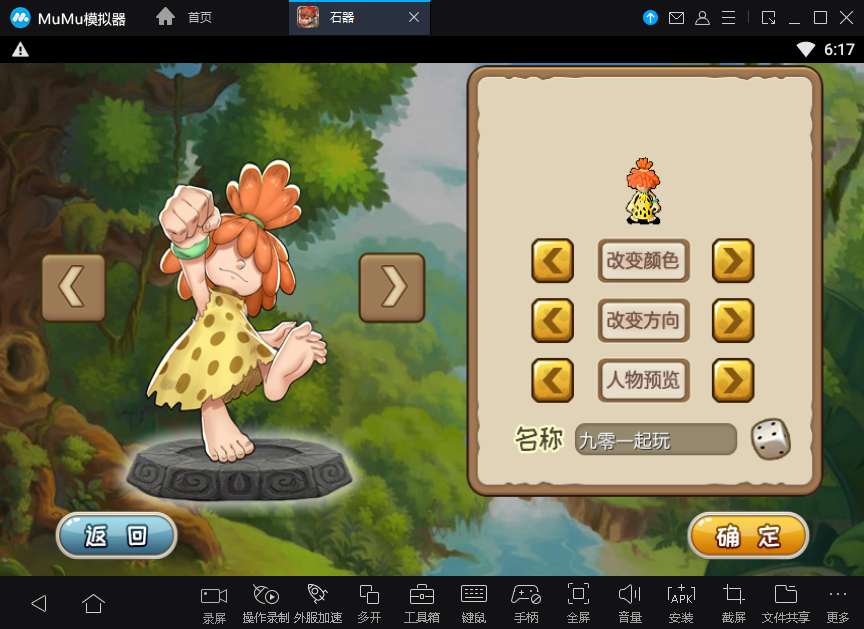 MuMu模拟器
首页
石器
6:17
改变颜色
改变方向
人物预览
名称 九零一起玩
返回
确定
录屏 操作录制 外服加速 多开 工具箱 键鼠 手柄 全屏 音量 APK 安装 截屏 文件共享 更多